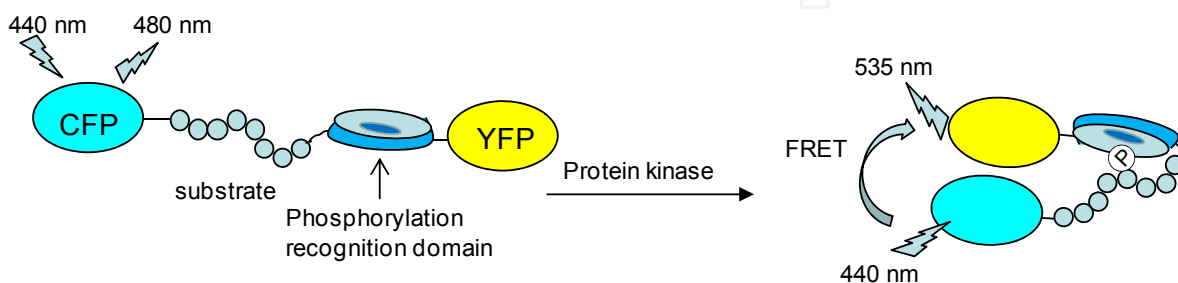 440 nm
480 nm
CFP
substrate
Phosphorylation
recognition domain
YFP
Protein kinase
535 nm
FRET
P
440 nm